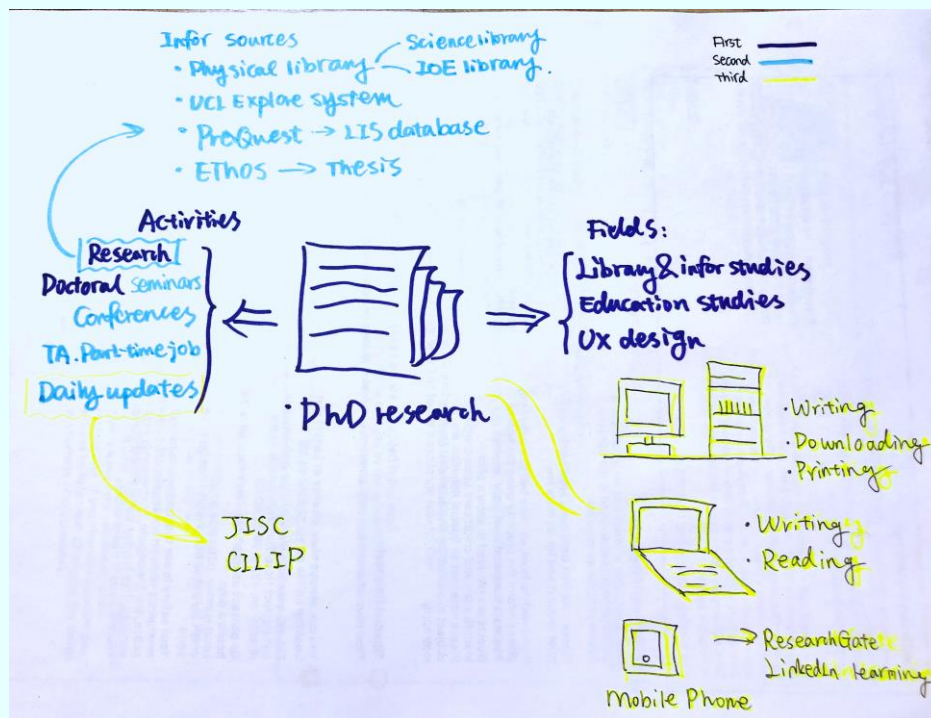 Infor sources
• Physical library
Science library
IOE library.
• UCL Explore system
• ProQuest → LIS database
• EThOS → Thesis
First
Second
Third
Activities
Research
Doctoral seminars
Conferences
TA. Part-time job
Daily updates
• PhD research
Fields:
Library & infor studies
Education studies
UX design
• Writing
• Downloading
• Printing
• Writing
• Reading
Mobile Phone
→ ResearchGate
LinkedIn learning
JISC
CILIP